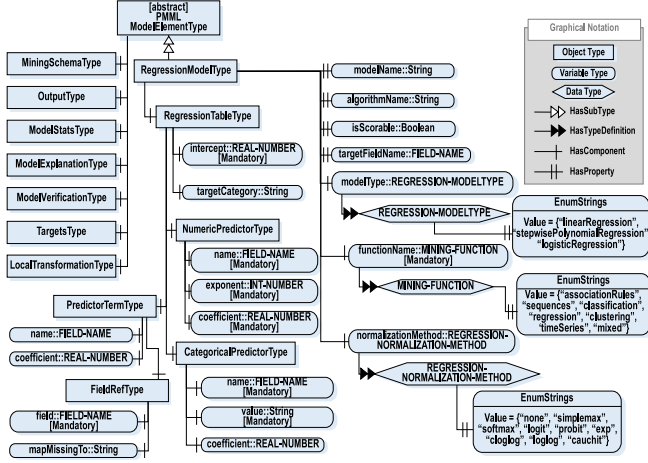 [abstract]
PMML
ModelElementType
MiningSchemaType
OutputType
ModelStatsType
ModelExplanationType
ModelVerificationType
TargetsType
LocalTransformationType
RegressionModelType
RegressionTableType
intercept::REAL-NUMBER
[Mandatory]
targetCategory::String
NumericPredictorType
name::FIELD-NAME
[Mandatory]
exponent::INT-NUMBER
[Mandatory]
coefficient::REAL-NUMBER
[Mandatory]
PredictorTermType
name::FIELD-NAME
coefficient::REAL-NUMBER
FieldRefType
field::FIELD-NAME
[Mandatory]
mapMissingTo::String
CategoricalPredictorType
name::FIELD-NAME
[Mandatory]
value::String
[Mandatory]
coefficient::REAL-NUMBER
modelName::String
algorithmName::String
isScorable::Boolean
targetFieldName::FIELD-NAME
modelType::REGRESSION-MODELTYPE
REGRESSION-MODELTYPE
EnumStrings
Value = {“linearRegression”,
“stepwisePolynomialRegression”
“logisticRegression”}
functionName::MINING-FUNCTION
[Mandatory]
MINING-FUNCTION
EnumStrings
Value = {“associationRules”,
“sequences”, “classification”,
“regression”, “clustering”,
“timeSeries”, “mixed”}
normalizationMethod::REGRESSION-
NORMALIZATION-METHOD
REGRESSION-
NORMALIZATION-METHOD
EnumStrings
Value = {“none”, “simplemax”,
“softmax”, “logit”, “probit”, “exp”,
“cloglog”, “loglog”, “cauchit”}
Graphical Notation
Object Type
Variable Type
Data Type
HasSubType
HasTypeDefinition
HasComponent
HasProperty